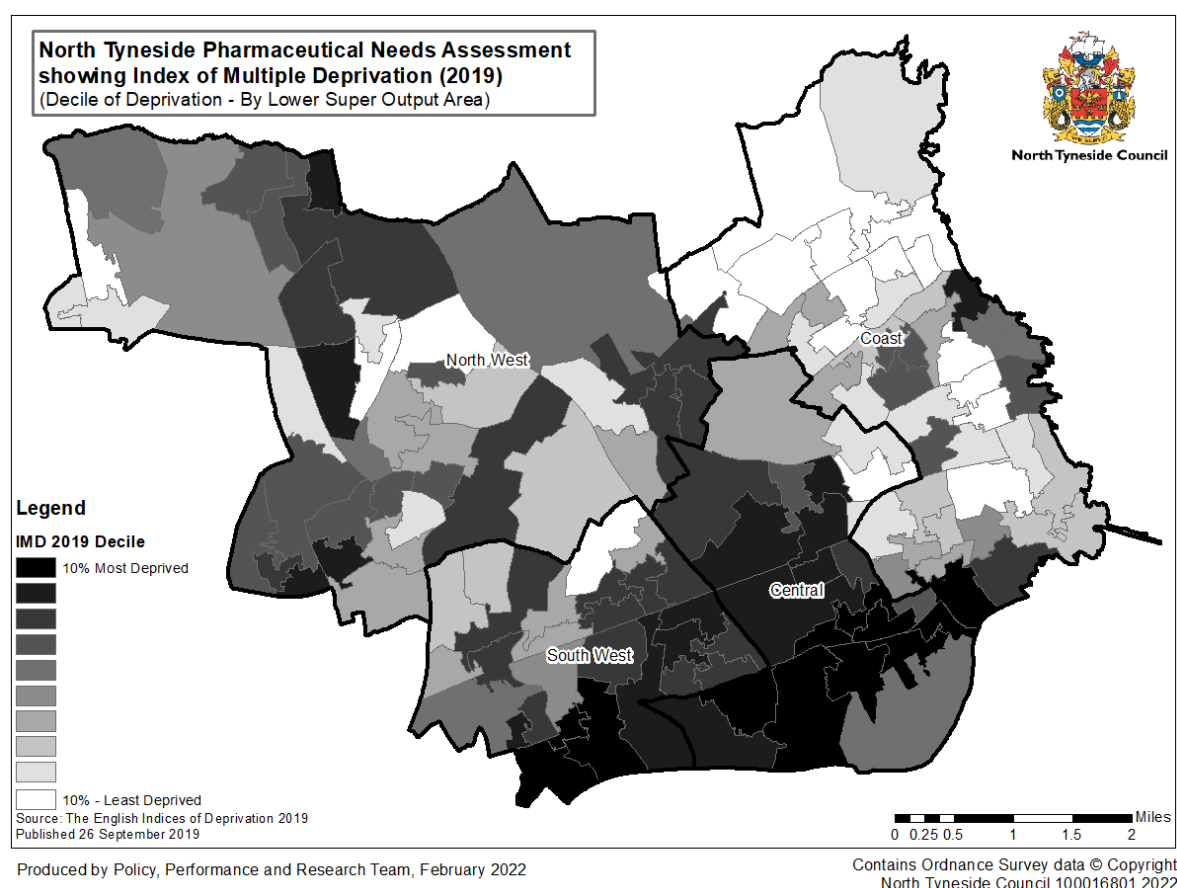 North Tyneside Pharmaceutical Needs Assessment
showing Index of Multiple Deprivation (2019)
(Decile of Deprivation - By Lower Super Output Area)
North Tyneside Council
Coast
North West
Central
South West
Legend
IMD 2019 Decile
10% Most Deprived
10% - Least Deprived
Source: The English Indices of Deprivation 2019
Published 26 September 2019
Miles
0 0.25 0.5 1 1.5 2
Produced by Policy, Performance and Research Team, February 2022
Contains Ordnance Survey data © Copyright
North Tyneside Council 100016801 2022